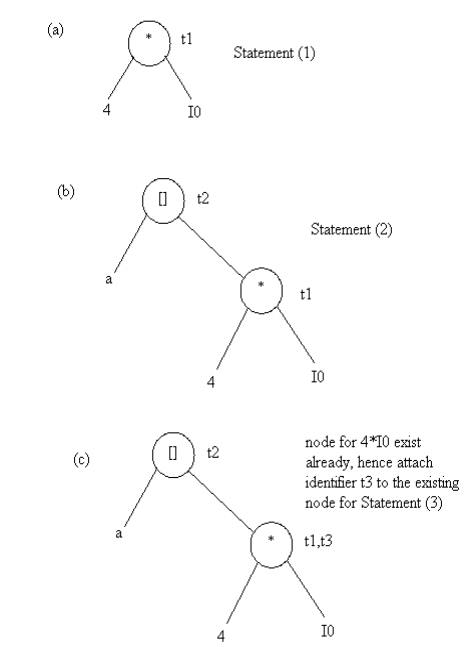 (a)
*
t1
Statement (1)
4
I0
(b)
[]
t2
Statement (2)
a
*
t1
4
I0
(c)
[]
t2
node for 4*I0 exist
already, hence attach
identifier t3 to the existing
node for Statement (3)
a
*
t1,t3
4
I0